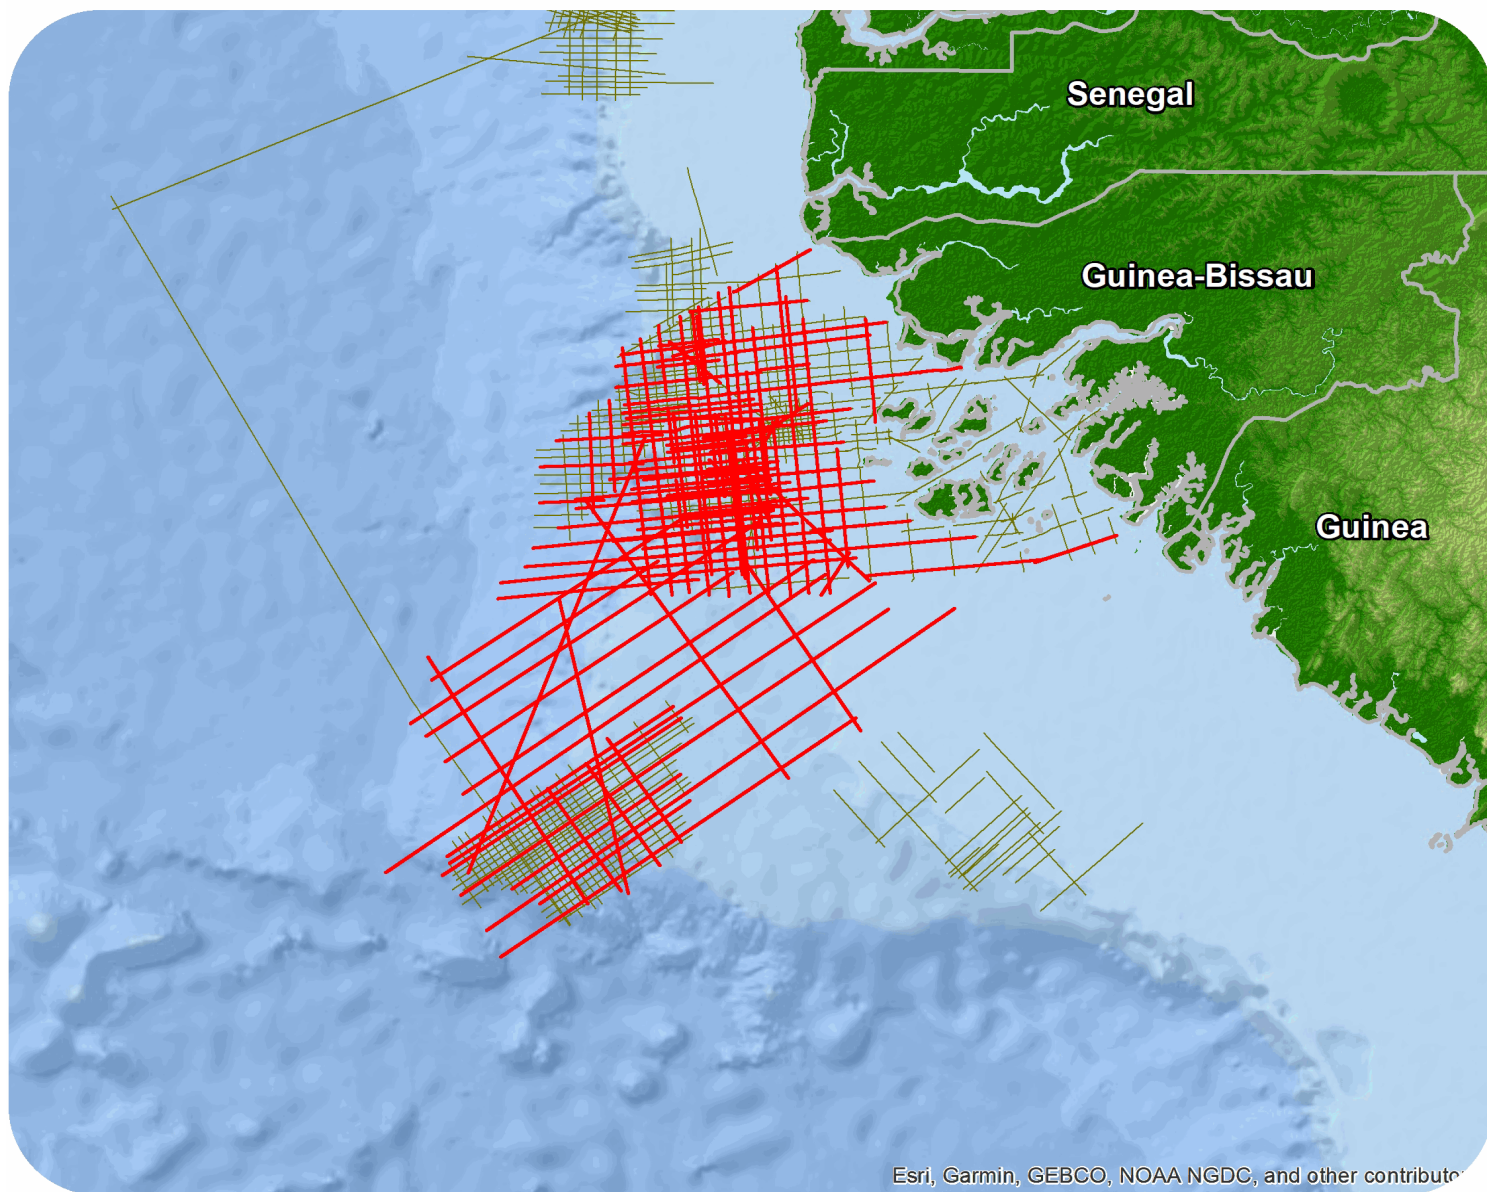 Senegal
Guinea-Bissau
Guinea
Esri, Garmin, GEBCO, NOAA NGDC, and other contributo